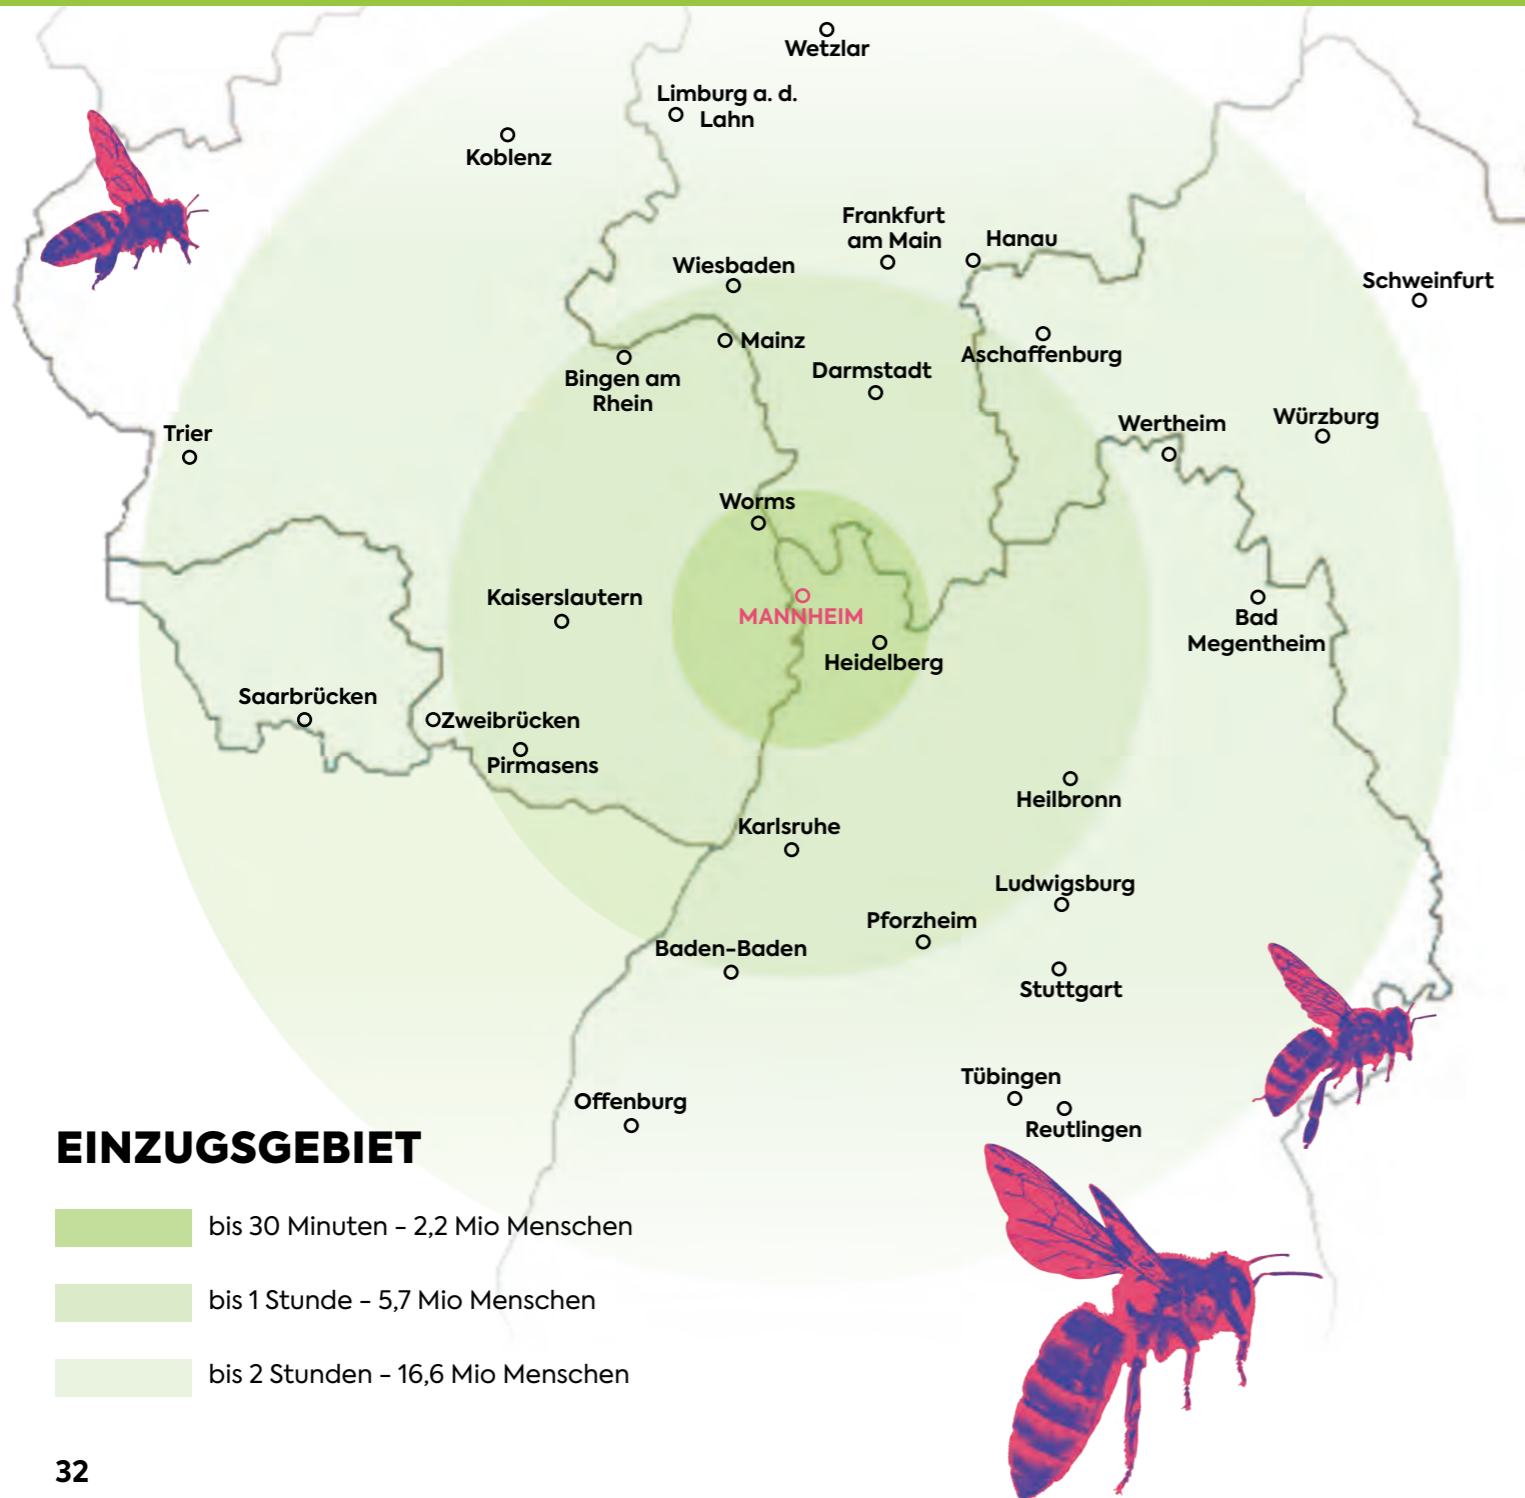 Wetzlar
Limburg a. d.
Lahn
Koblenz
Frankfurt
am Main
Hanau
Wiesbaden
Schweinfurt
Mainz
Aschaffenburg
Bingen am
Rhein
Darmstadt
Trier
Wertheim
Würzburg
Worms
Kaiserslautern
MANNHEIM
Bad
Megentheim
Heidelberg
Saarbrücken
Zweibrücken
Pirmasens
Heilbronn
Karlsruhe
Ludwigsburg
Pforzheim
Baden-Baden
Stuttgart
Tübingen
Offenburg
Reutlingen
EINZUGSGEBIET
bis 30 Minuten - 2,2 Mio Menschen
bis 1 Stunde - 5,7 Mio Menschen
bis 2 Stunden - 16,6 Mio Menschen
32